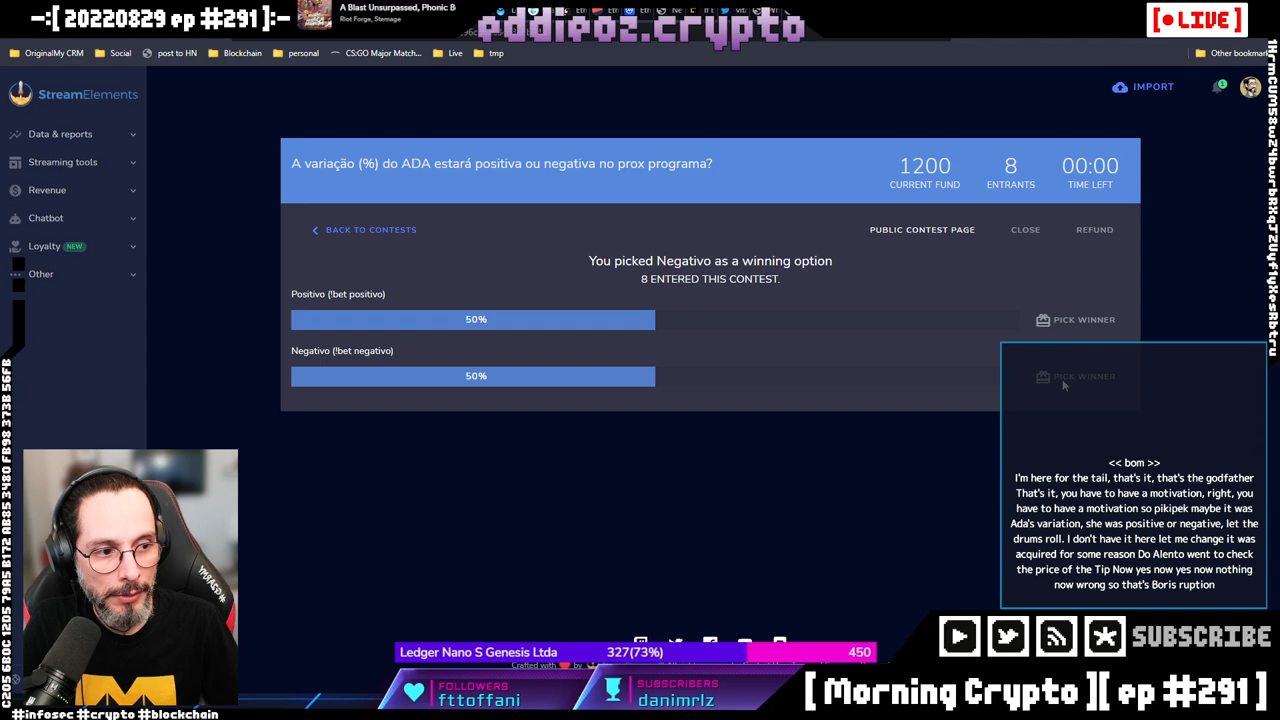 -:[ 20220829 ep #291]:-
A Blast Unsurpassed, Phonic B
Riot Forge, Stemage
eddieoz.crypto
[•LIVE]
OriginalMy CRM
Social
post to HN
Blockchain
personal
CS:GO Major Match...
Live
tmp
Other bookmar
StreamElements
IMPORT
1
Data & reports
Streaming tools
Revenue
Chatbot
Loyalty NEW
Other
A variação (%) do ADA estará positiva ou negativa no prox programa?
1200
CURRENT FUND
8
ENTRANTS
00:00
TIME LEFT
BACK TO CONTESTS
PUBLIC CONTEST PAGE
CLOSE
REFUND
You picked Negativo as a winning option
8 ENTERED THIS CONTEST.
Positivo (!bet positivo)
50%
PICK WINNER
Negativo (!bet negativo)
50%
PICK WINNER
<< bom >>
I'm here for the tail, that's it, that's the godfather
That's it, you have to have a motivation, right, you
have to have a motivation so pikipek maybe it was
Ada's variation, she was positive or negative, let the
drums roll. I don't have it here let me change it was
acquired for some reason Do Alento went to check
the price of the Tip Now yes now yes now nothing
now wrong so that's Boris ruption
Ledger Nano S Genesis Ltda
327(73%)
450
Crafted with
by
FOLLOWERS
fttoffani
SUBSCRIBERS
danimrlz
SUBSCRIBE
[ Morning Crypto ][ ep #291 ]
#infosec #crypto #blockchain